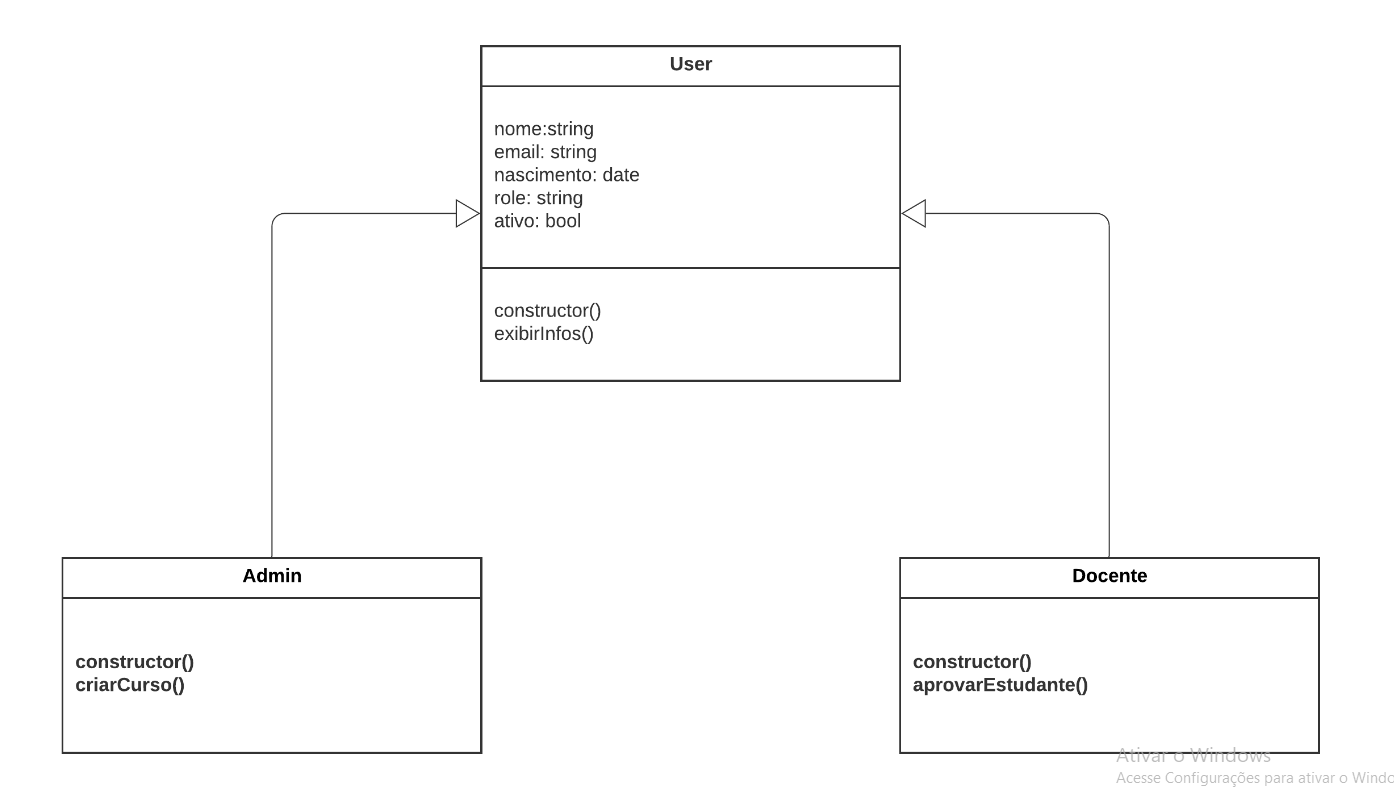 User
nome:string
email: string
nascimento: date
role: string
ativo: bool
constructor()
exibirInfos()
Admin
constructor()
criarCurso()
Docente
constructor()
aprovarEstudante()
Ativar o Windows
Acesse Configurações para ativar o Windo